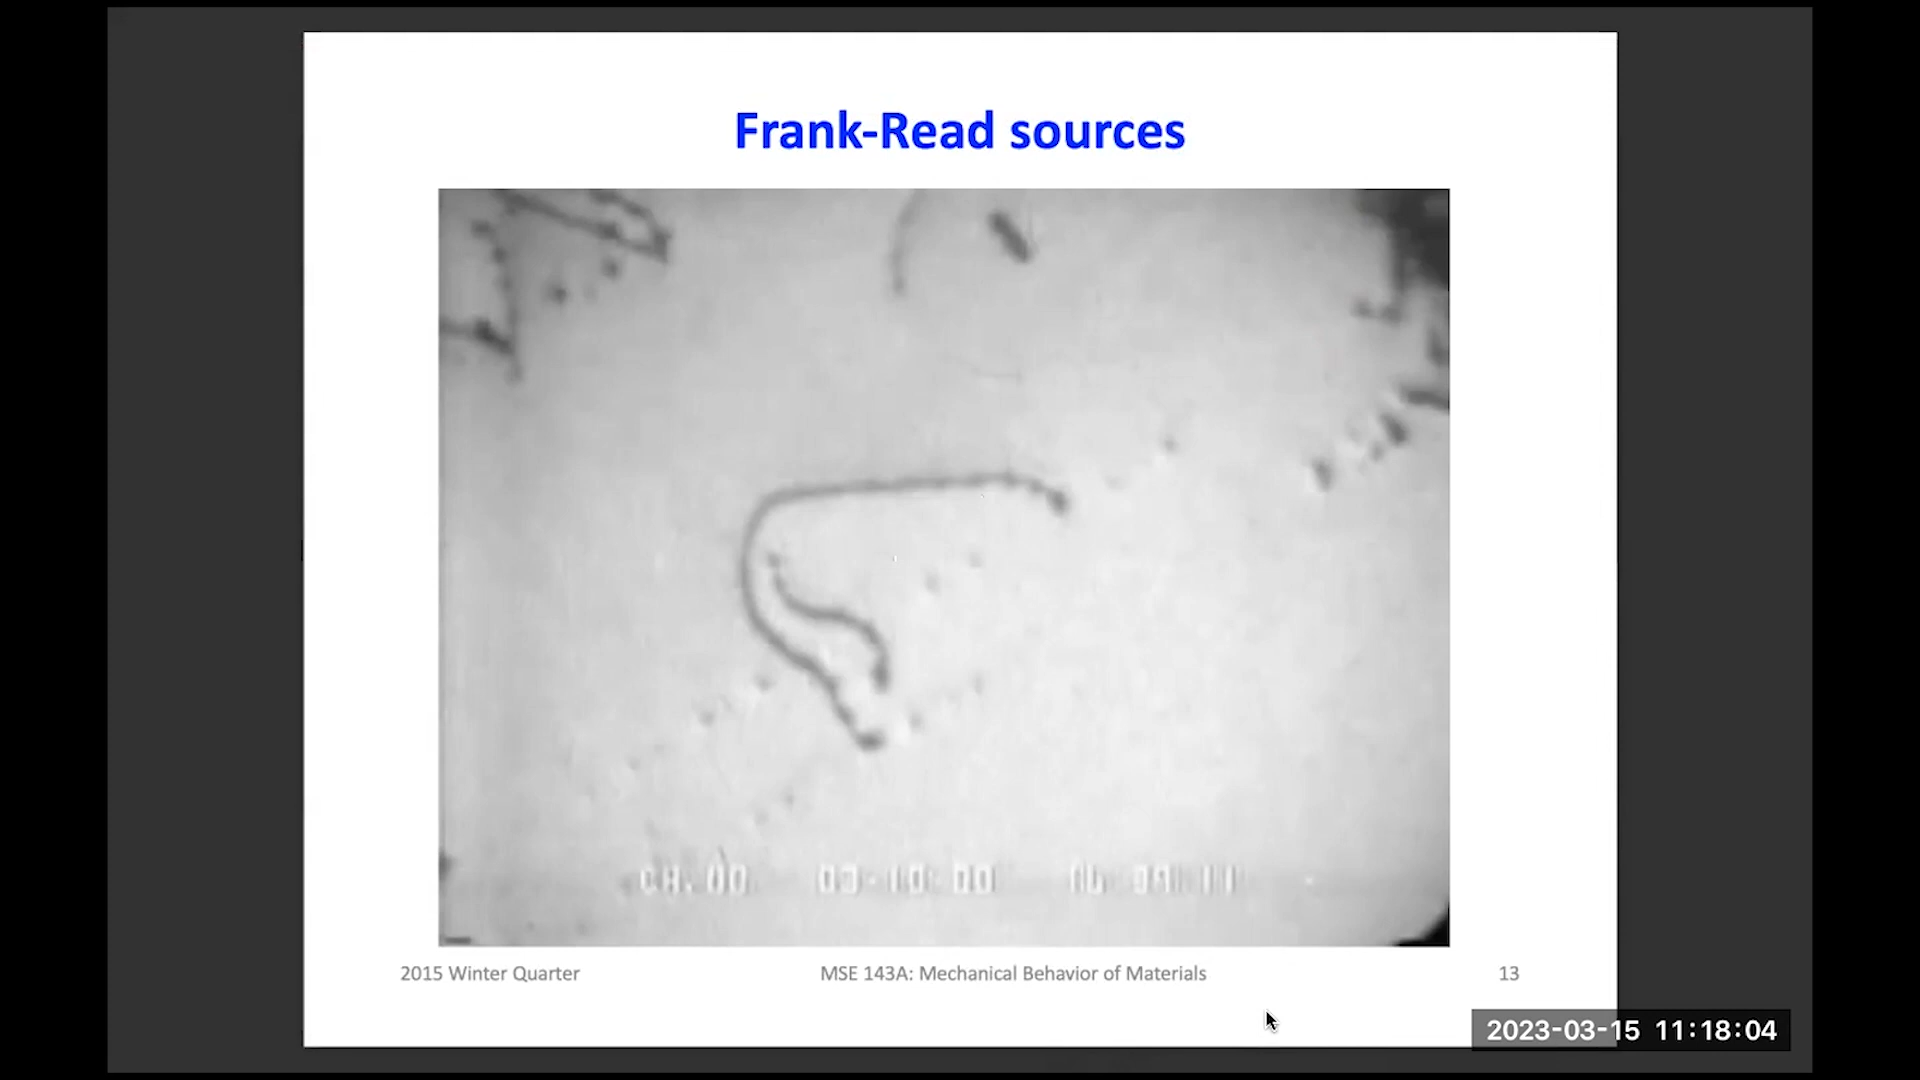 Frank-Read sources
2015 Winter Quarter
MSE 143A: Mechanical Behavior of Materials
13
2023-03-15 11:18:04